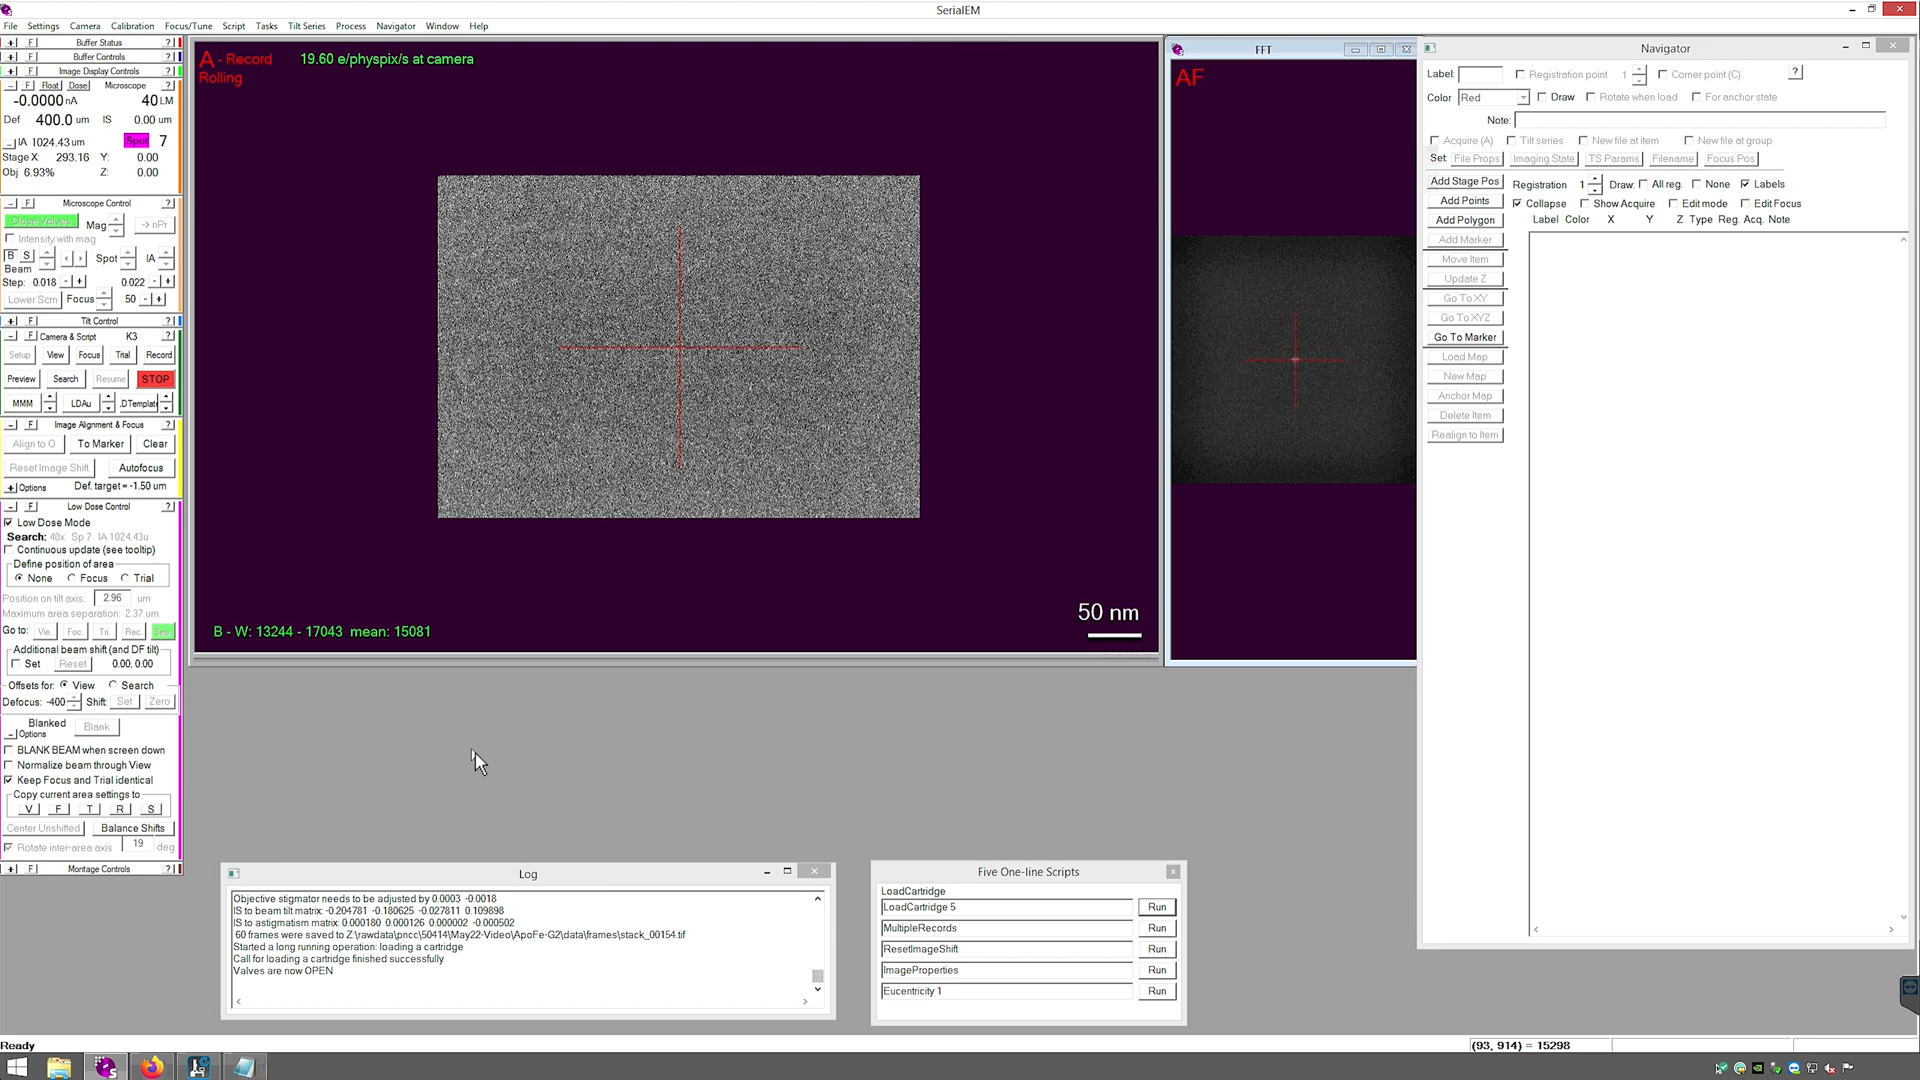 SerialEM
File Settings Camera Calibration Focus/Tune Script Tasks Tilt Series Process Navigator Window Help
+ F Buffer Status ?
+ F Buffer Controls ?
+ F Image Display Controls ?
- F Float Dose Microscope ?
-0.0000 nA 40 LM
Def 400.0 um IS 0.00 um
IA 1024.43 um Spot 7
Stage X: 293.16 Y: 0.00
Obj 6.93% Z: 0.00
- F Microscope Control ?
Close Valves Mag -> nPr
Intensity with mag
B S Spot IA
Beam
Step: 0.018 - + 0.022 - +
Lower Scrn Focus 50 - +
+ F Tilt Control ?
- F Camera & Script K3 ?
Setup View Focus Trial Record
Preview Search Resume STOP
MMM LDAu DTemplat
- F Image Alignment & Focus ?
Align to O To Marker Clear
Reset Image Shift Autofocus
+ Options Def. target = -1.50 um
- F Low Dose Control ?
Low Dose Mode
Search: 40x Sp 7 IA 1024.43u
Continuous update (see tooltip)
Define position of area
None Focus Trial
Position on tilt axis: 2.96 um
Maximum area separation: 2.37 um
Go to: Vie. Foc. Tri. Rec. Sea
Additional beam shift (and DF tilt)
Set Reset 0.00, 0.00
Offsets for: View Search
Defocus: -400 Shift: Set Zero
Blanked Blank
- Options
BLANK BEAM when screen down
Normalize beam through View
Keep Focus and Trial identical
Copy current area settings to
V F T R S
Center Unshifted Balance Shifts
Rotate inter-area axis 19 deg
+ F Montage Controls ?
A - Record 19.60 e/physpix/s at camera
Rolling
50 nm
B - W: 13244 - 17043 mean: 15081
FFT
AF
Navigator
Label: Registration point 1 Corner point (C) ?
Color Red Draw Rotate when load For anchor state
Note:
Acquire (A) Tilt series New file at item New file at group
Set: File Props Imaging State TS Params Filename Focus Pos
Add Stage Pos Registration 1 Draw: All reg. None Labels
Add Points Collapse Show Acquire Edit mode Edit Focus
Add Polygon Label Color X Y Z Type Reg. Acq. Note
Add Marker
Move Item
Update Z
Go To XY
Go To XYZ
Go To Marker
Load Map
New Map
Anchor Map
Delete Item
Realign to Item
Log
Objective stigmator needs to be adjusted by 0.0003 -0.0018
IS to beam tilt matrix: -0.204781 -0.180625 -0.027811 0.109898
IS to astigmatism matrix: 0.000180 0.000126 0.000002 -0.000502
60 frames were saved to Z:\rawdata\pncc\50414\May22-Video\ApoFe-G2\data\frames\stack_00154.tif
Started a long running operation: loading a cartridge
Call for loading a cartridge finished successfully
Valves are now OPEN
Five One-line Scripts
LoadCartridge
LoadCartridge 5 Run
MultipleRecords Run
ResetImageShift Run
ImageProperties Run
Eucentricity 1 Run
Ready (93, 914) = 15298